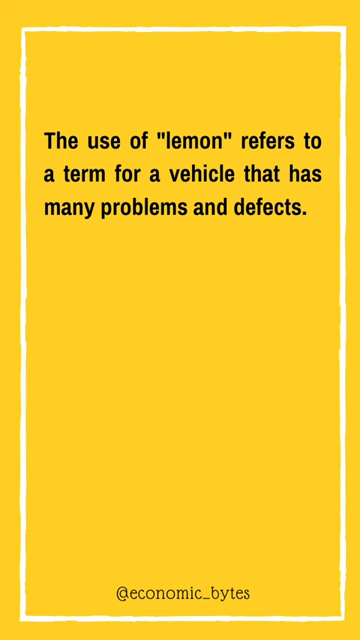 The use of "lemon" refers to
a term for a vehicle that has
many problems and defects.
@economic_bytes